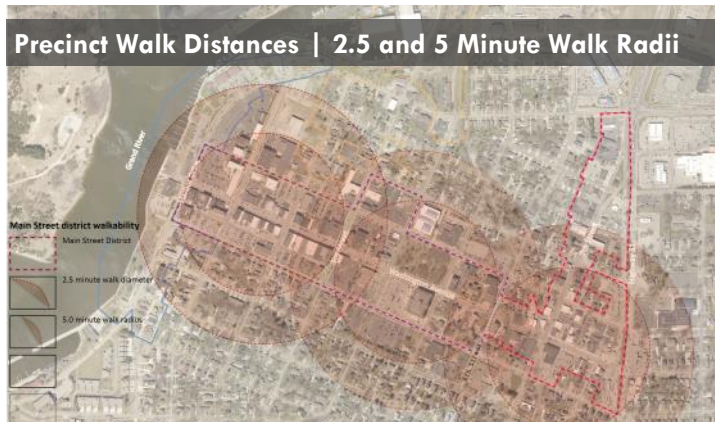 Precinct Walk Distances | 2.5 and 5 Minute Walk Radii
Grand River
Main Street district walkability
Main Street District
2.5 minute walk diameter
5.0 minute walk radius